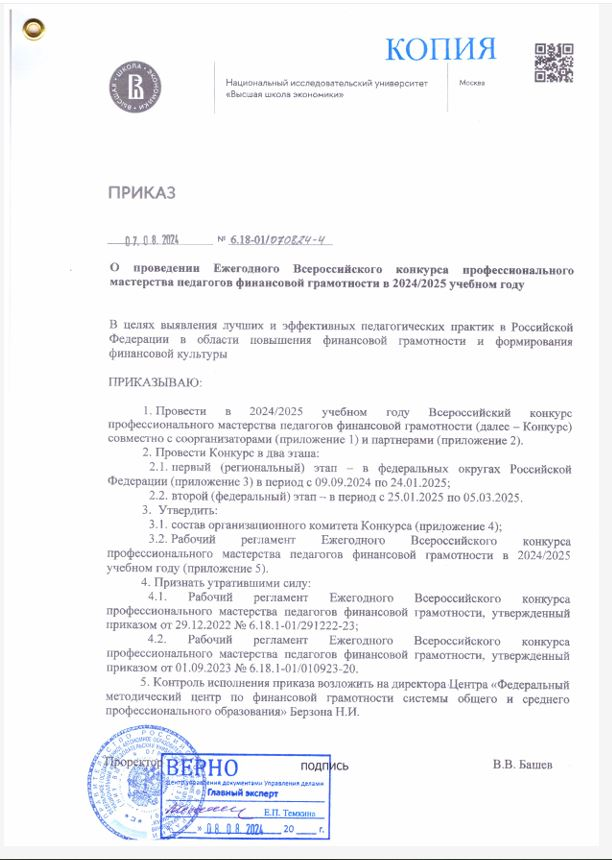 КОПИЯ
ВЫСШАЯ • ШКОЛА • ЭКОНОМИКИ
Национальный исследовательский университет
«Высшая школа экономики»
Москва
ПРИКАЗ
07.08.2024 № 6.18-01/070824-4
О проведении Ежегодного Всероссийского конкурса профессионального
мастерства педагогов финансовой грамотности в 2024/2025 учебном году
В целях выявления лучших и эффективных педагогических практик в Российской
Федерации в области повышения финансовой грамотности и формирования
финансовой культуры
ПРИКАЗЫВАЮ:
1. Провести в 2024/2025 учебном году Всероссийский конкурс
профессионального мастерства педагогов финансовой грамотности (далее – Конкурс)
совместно с соорганизаторами (приложение 1) и партнерами (приложение 2).
2. Провести Конкурс в два этапа:
2.1. первый (региональный) этап – в федеральных округах Российской
Федерации (приложение 3) в период с 09.09.2024 по 24.01.2025;
2.2. второй (федеральный) этап – в период с 25.01.2025 по 05.03.2025.
3. Утвердить:
3.1. состав организационного комитета Конкурса (приложение 4);
3.2. Рабочий регламент Ежегодного Всероссийского конкурса
профессионального мастерства педагогов финансовой грамотности в 2024/2025
учебном году (приложение 5).
4. Признать утратившими силу:
4.1. Рабочий регламент Ежегодного Всероссийского конкурса
профессионального мастерства педагогов финансовой грамотности, утвержденный
приказом от 29.12.2022 № 6.18.1-01/291222-23;
4.2. Рабочий регламент Ежегодного Всероссийского конкурса
профессионального мастерства педагогов финансовой грамотности, утвержденный
приказом от 01.09.2023 № 6.18.1-01/010923-20.
5. Контроль исполнения приказа возложить на директора Центра «Федеральный
методический центр по финансовой грамотности системы общего и среднего
профессионального образования» Берзона Н.И.
Проректор подпись В.В. Башев
ВЕРНО
Центр управления документами Управления делами
Главный эксперт
Е.П. Темкина
» 08.08.2024 20 г.